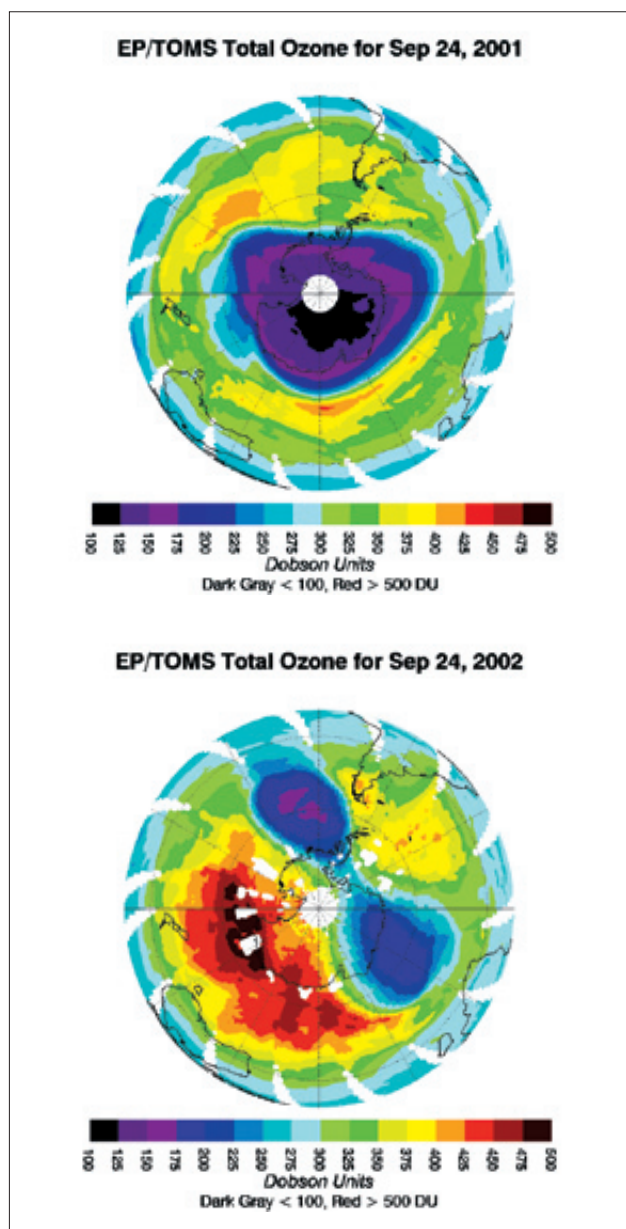 EP/TOMS Total Ozone for Sep 24, 2001
100 125 150 175 200 225 250 275 300 325 350 375 400 425 450 475 500
Dobson Units
Dark Gray < 100, Red > 500 DU
EP/TOMS Total Ozone for Sep 24, 2002
100 125 150 175 200 225 250 275 300 325 350 375 400 425 450 475 500
Dobson Units
Dark Gray < 100, Red > 500 DU